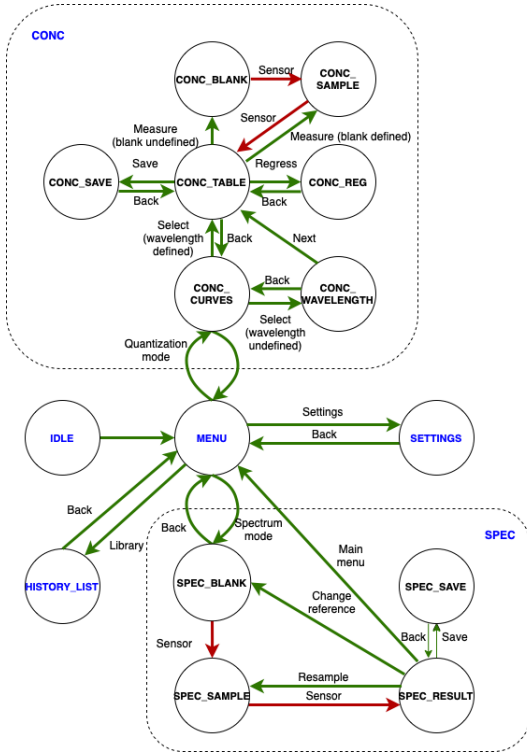 CONC
CONC_BLANK
Sensor
CONC_
SAMPLE
Sensor
Measure
(blank undefined)
Measure (blank defined)
CONC_SAVE
Save
Back
CONC_TABLE
Regress
Back
CONC_REG
Select
(wavelength
defined)
Back
Next
CONC_
CURVES
Back
CONC_
WAVELENGTH
Select
(wavelength
undefined)
Quantization
mode
IDLE
MENU
Settings
Back
SETTINGS
Back
Library
HISTORY_LIST
Back
Spectrum
mode
SPEC
Main
menu
SPEC_BLANK
Change
reference
SPEC_SAVE
Sensor
Back
Save
SPEC_SAMPLE
Resample
Sensor
SPEC_RESULT